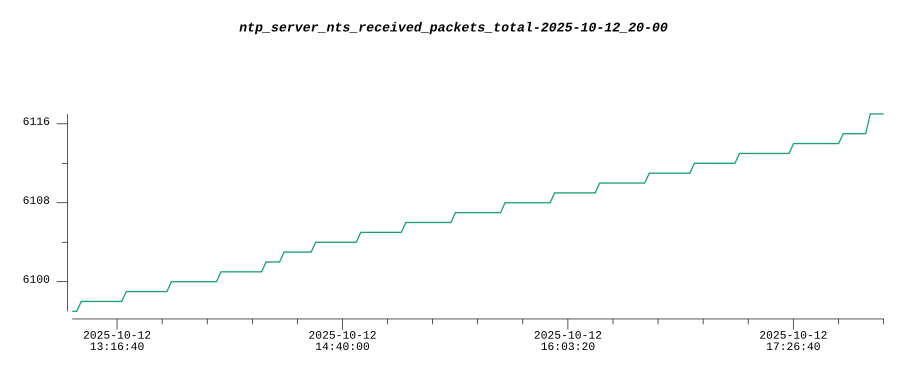 ntp_server_nts_received_packets_total-2025-10-12_20-00
6116
6108
6100
2025-10-12 2025-10-12 2025-10-12 2025-10-12
13:16:40 14:40:00 16:03:20 17:26:40